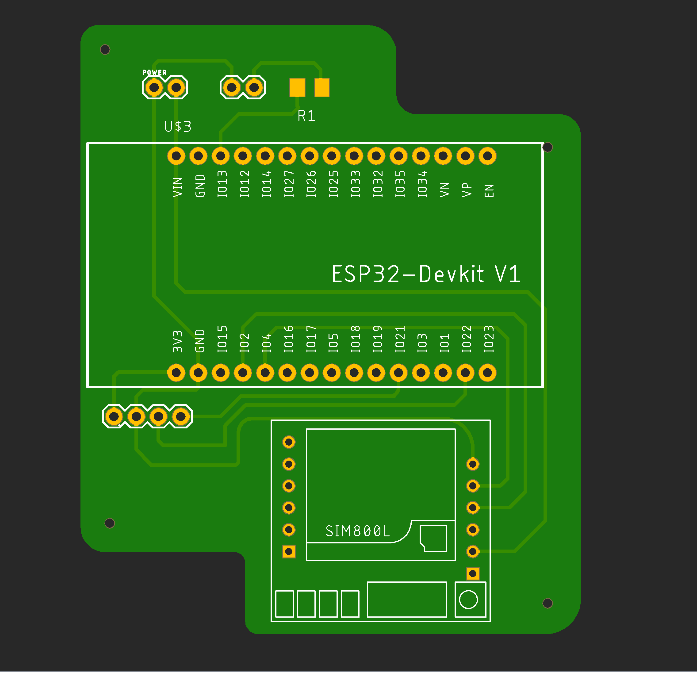 POWER
R1
U$3
VIN GND IO13 IO12 IO14 IO27 IO26 IO25 IO33 IO32 IO35 IO34 VN VP EN
ESP32-Devkit V1
3V3 GND IO15 IO2 IO4 IO16 IO17 IO5 IO18 IO19 IO21 IO3 IO1 IO22 IO23
SIM800L